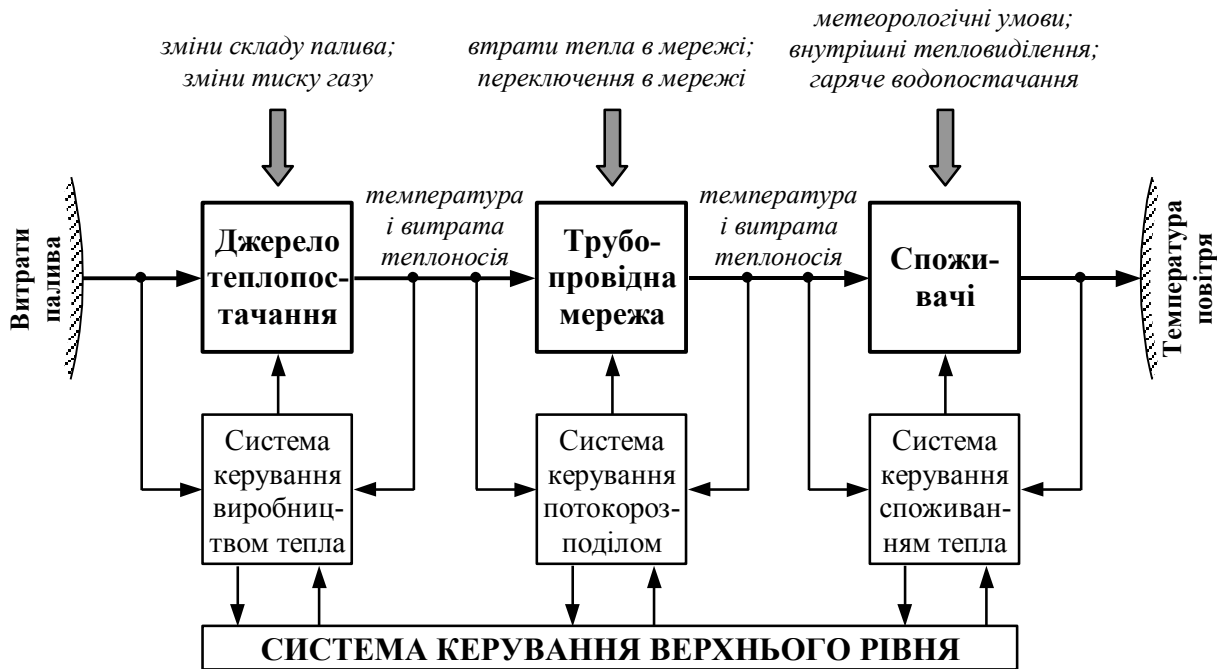 зміни складу палива;
зміни тиску газу
втрати тепла в мережі;
переключення в мережі
метеорологічні умови;
внутрішні тепловиділення;
гаряче водопостачання
Витрати
палива
Джерело
теплопос-
тачання
температура
і витрата
теплоносія
Трубо-
провідна
мережа
температура
і витрата
теплоносія
Спожи-
вачі
Температура
повітря
Система
керування
виробниц-
твом тепла
Система
керування
потокороз-
поділом
Система
керування
споживан-
ням тепла
СИСТЕМА КЕРУВАННЯ ВЕРХНЬОГО РІВНЯ